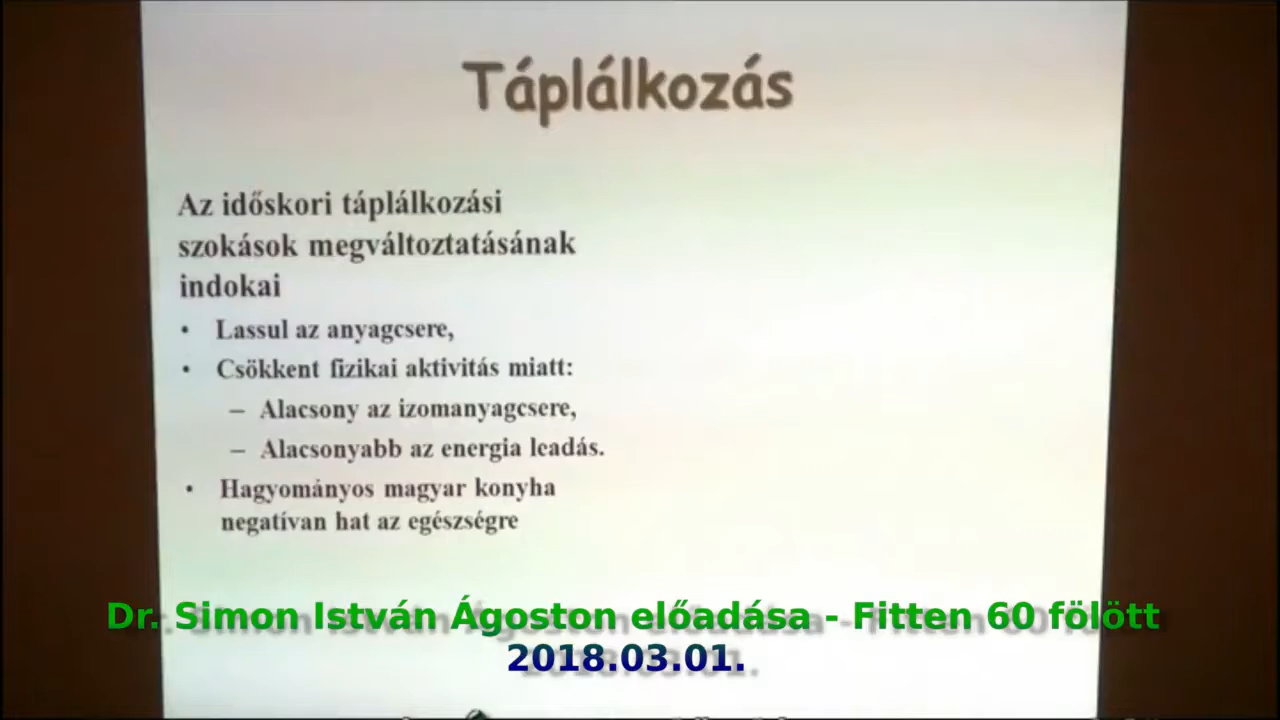 Táplálkozás
Az időskori táplálkozási
szokások megváltoztatásának
indokai
• Lassul az anyagcsere,
• Csökkent fizikai aktivitás miatt:
– Alacsony az izomanyagcsere,
– Alacsonyabb az energia leadás.
• Hagyományos magyar konyha
negatívan hat az egészségre
Dr. Simon István Ágoston előadása - Fitten 60 fölött
2018.03.01.